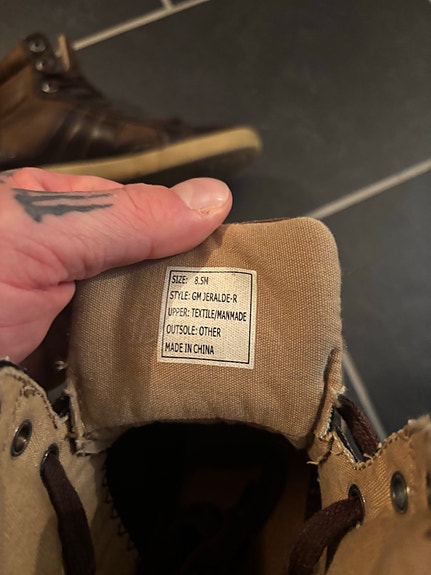 SIZE: 8.5M
STYLE: GM JERALDE-R
UPPER: TEXTILE/MANMADE
OUTSOLE: OTHER
MADE IN CHINA